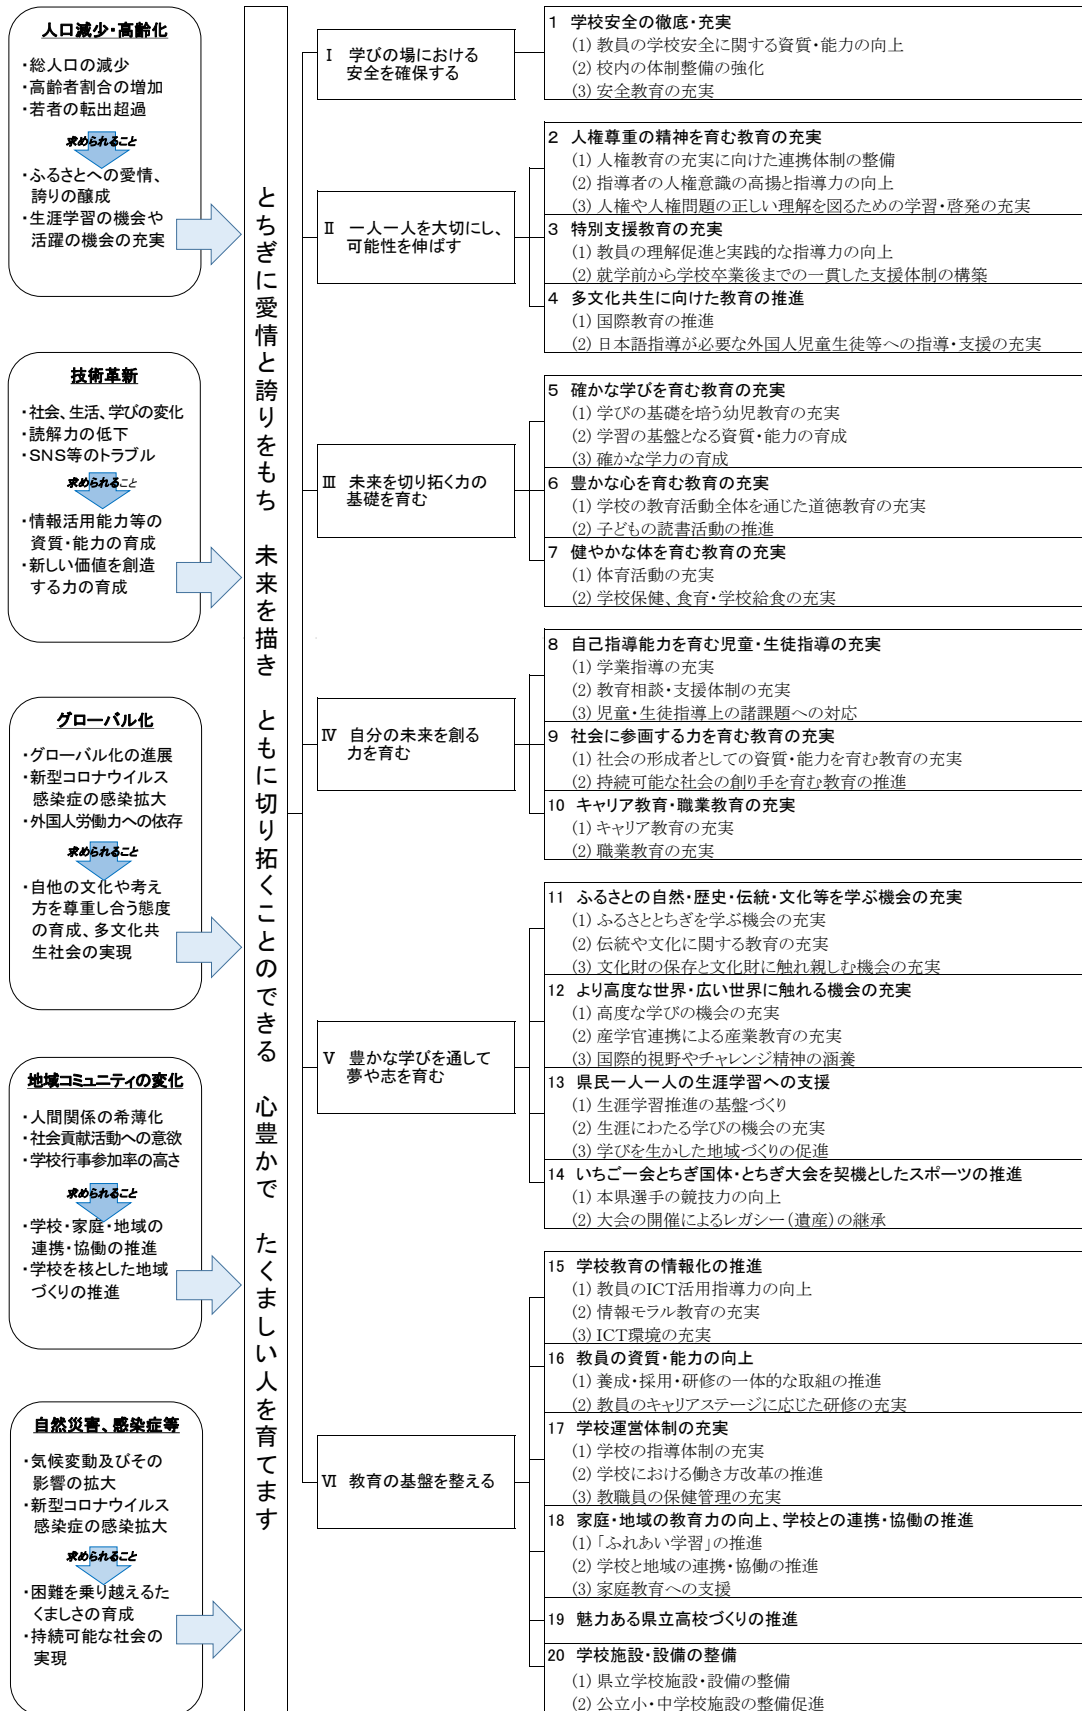 人口減少・高齢化
・総人口の減少
・高齢者割合の増加
・若者の転出超過
求められること
・ふるさとへの愛情、
誇りの醸成
・生涯学習の機会や
活躍の機会の充実
技術革新
・社会、生活、学びの変化
・読解力の低下
・SNS等のトラブル
求められること
・情報活用能力等の
資質・能力の育成
・新しい価値を創造
する力の育成
グローバル化
・グローバル化の進展
・新型コロナウイルス
感染症の感染拡大
・外国人労働力への依存
求められること
・自他の文化や考え
方を尊重し合う態度
の育成、多文化共
生社会の実現
地域コミュニティの変化
・人間関係の希薄化
・社会貢献活動への意欲
・学校行事参加率の高さ
求められること
・学校・家庭・地域の
連携・協働の推進
・学校を核とした地域
づくりの推進
自然災害、感染症等
・気候変動及びその
影響の拡大
・新型コロナウイルス
感染症の感染拡大
求められること
・困難を乗り越えるた
くましさの育成
・持続可能な社会の
実現
とちぎに愛情と誇りをもち 未来を描き ともに切り拓くことのできる 心豊かで たくましい人を育てます
Ⅰ 学びの場における
安全を確保する
1 学校安全の徹底・充実
(1) 教員の学校安全に関する資質・能力の向上
(2) 校内の体制整備の強化
(3) 安全教育の充実
Ⅱ 一人一人を大切にし、
可能性を伸ばす
2 人権尊重の精神を育む教育の充実
(1) 人権教育の充実に向けた連携体制の整備
(2) 指導者の人権意識の高揚と指導力の向上
(3) 人権や人権問題の正しい理解を図るための学習・啓発の充実
3 特別支援教育の充実
(1) 教員の理解促進と実践的な指導力の向上
(2) 就学前から学校卒業後までの一貫した支援体制の構築
4 多文化共生に向けた教育の推進
(1) 国際教育の推進
(2) 日本語指導が必要な外国人児童生徒等への指導・支援の充実
Ⅲ 未来を切り拓く力の
基礎を育む
5 確かな学びを育む教育の充実
(1) 学びの基礎を培う幼児教育の充実
(2) 学習の基盤となる資質・能力の育成
(3) 確かな学力の育成
6 豊かな心を育む教育の充実
(1) 学校の教育活動全体を通じた道徳教育の充実
(2) 子どもの読書活動の推進
7 健やかな体を育む教育の充実
(1) 体育活動の充実
(2) 学校保健、食育・学校給食の充実
Ⅳ 自分の未来を創る
力を育む
8 自己指導能力を育む児童・生徒指導の充実
(1) 学業指導の充実
(2) 教育相談・支援体制の充実
(3) 児童・生徒指導上の諸課題への対応
9 社会に参画する力を育む教育の充実
(1) 社会の形成者としての資質・能力を育む教育の充実
(2) 持続可能な社会の創り手を育む教育の推進
10 キャリア教育・職業教育の充実
(1) キャリア教育の充実
(2) 職業教育の充実
Ⅴ 豊かな学びを通して
夢や志を育む
11 ふるさとの自然・歴史・伝統・文化等を学ぶ機会の充実
(1) ふるさととちぎを学ぶ機会の充実
(2) 伝統や文化に関する教育の充実
(3) 文化財の保存と文化財に触れ親しむ機会の充実
12 より高度な世界・広い世界に触れる機会の充実
(1) 高度な学びの機会の充実
(2) 産学官連携による産業教育の充実
(3) 国際的視野やチャレンジ精神の涵養
13 県民一人一人の生涯学習への支援
(1) 生涯学習推進の基盤づくり
(2) 生涯にわたる学びの機会の充実
(3) 学びを生かした地域づくりの促進
14 いちご一会とちぎ国体・とちぎ大会を契機としたスポーツの推進
(1) 本県選手の競技力の向上
(2) 大会の開催によるレガシー（遺産）の継承
Ⅵ 教育の基盤を整える
15 学校教育の情報化の推進
(1) 教員のICT活用指導力の向上
(2) 情報モラル教育の充実
(3) ICT環境の充実
16 教員の資質・能力の向上
(1) 養成・採用・研修の一体的な取組の推進
(2) 教員のキャリアステージに応じた研修の充実
17 学校運営体制の充実
(1) 学校の指導体制の充実
(2) 学校における働き方改革の推進
(3) 教職員の保健管理の充実
18 家庭・地域の教育力の向上、学校との連携・協働の推進
(1) 「ふれあい学習」の推進
(2) 学校と地域の連携・協働の推進
(3) 家庭教育への支援
19 魅力ある県立高校づくりの推進
20 学校施設・設備の整備
(1) 県立学校施設・設備の整備
(2) 公立小・中学校施設の整備促進